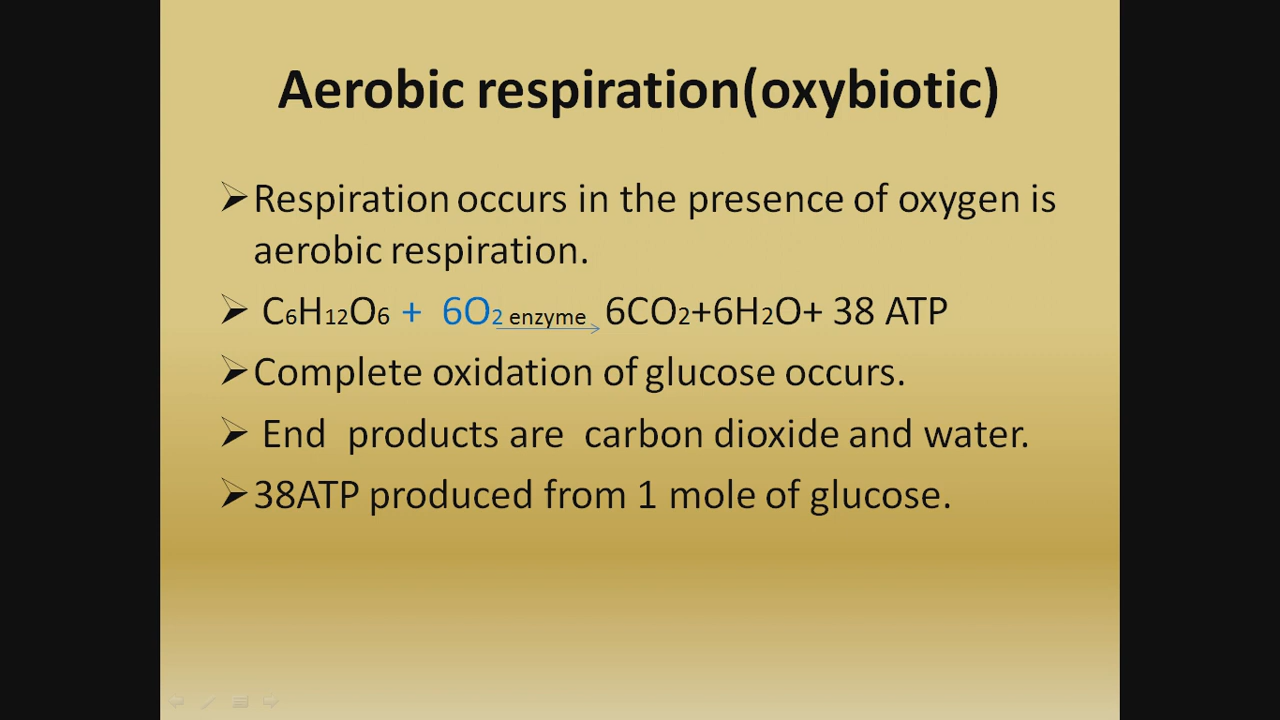 Aerobic respiration(oxybiotic)
➢Respiration occurs in the presence of oxygen is
aerobic respiration.
➢ C6H12O6 + 6O2 enzyme 6CO2+6H2O+ 38 ATP
➢Complete oxidation of glucose occurs.
➢ End products are carbon dioxide and water.
➢38ATP produced from 1 mole of glucose.